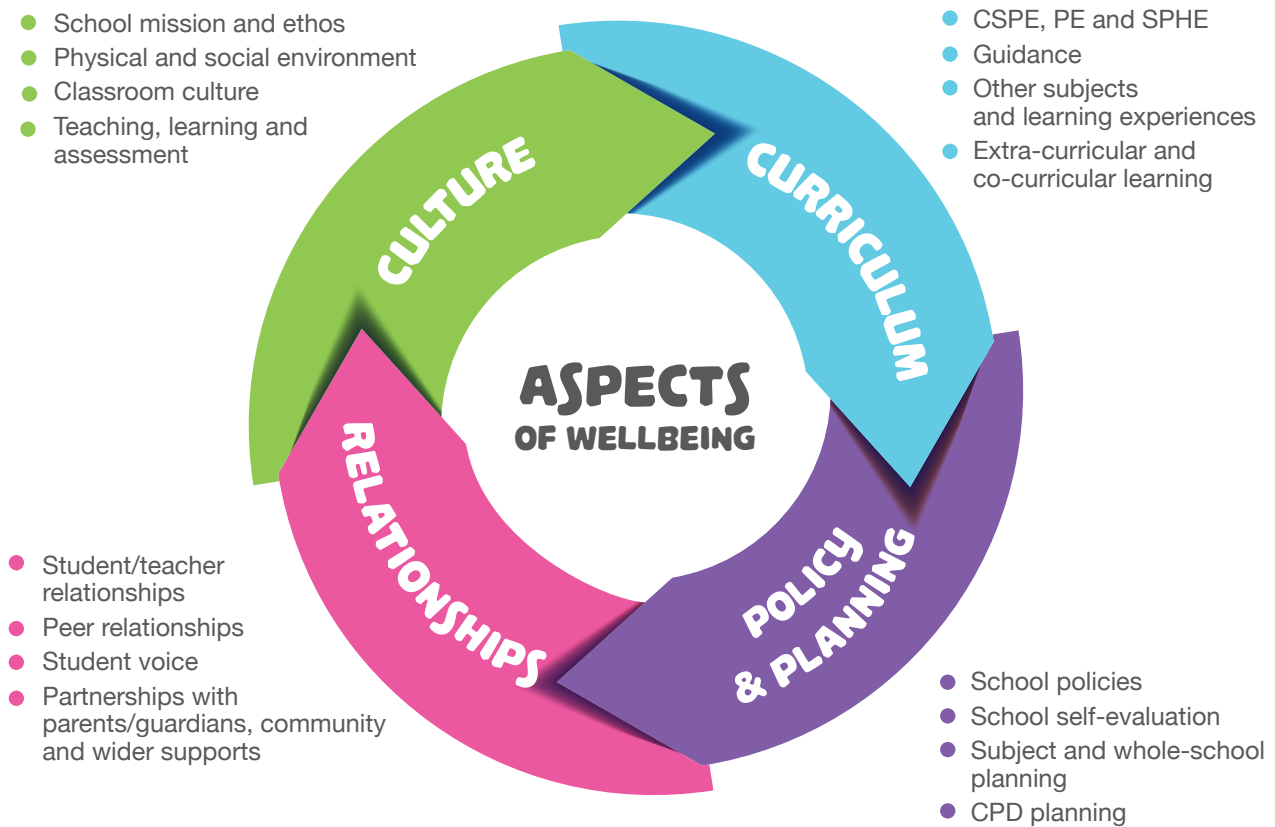 School mission and ethos
Physical and social environment
Classroom culture
Teaching, learning and
assessment
CSPE, PE and SPHE
Guidance
Other subjects
and learning experiences
Extra-curricular and
co-curricular learning
CULTURE
CURRICULUM
ASPECTS
OF WELLBEING
RELATIONSHIPS
POLICY
& PLANNING
Student/teacher
relationships
Peer relationships
Student voice
Partnerships with
parents/guardians, community
and wider supports
School policies
School self-evaluation
Subject and whole-school
planning
CPD planning